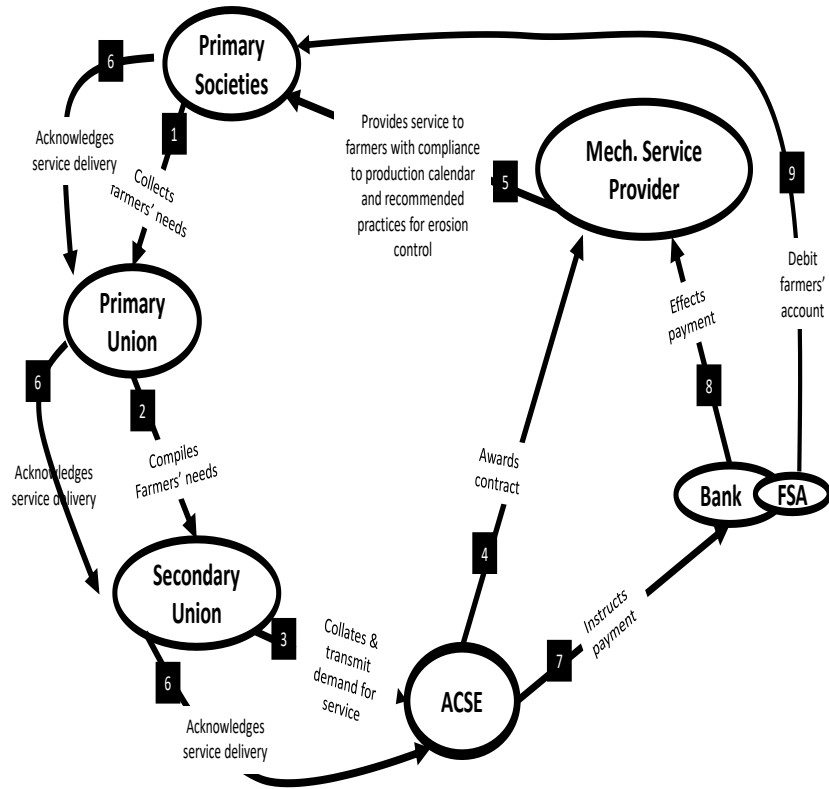 Primary
Societies
6
Acknowledges
service delivery
1
Collects
farmers' needs
Provides service to
farmers with compliance
to production calendar
and recommended
practices for erosion
control
5
Mech. Service
Provider
9
Debit
farmers'
account
Primary
Union
6
Acknowledges
service delivery
2
Compiles
Farmers' needs
Effects
payment
8
Awards
contract
4
Bank
FSA
Secondary
Union
3
Collates &
transmit
demand for
service
6
Acknowledges
service delivery
ACSE
7
Instructs
payment